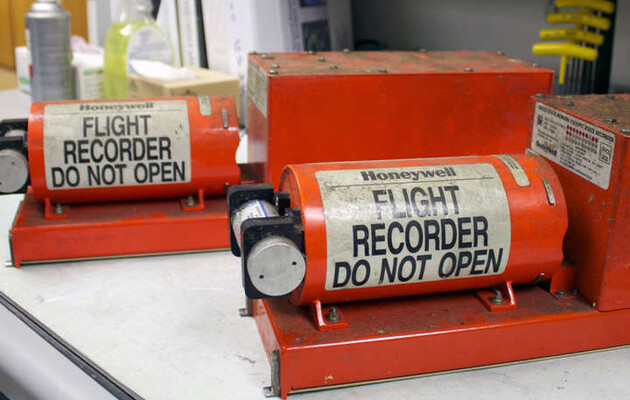 Honeywell
FLIGHT
RECORDER
DO NOT OPEN
Honeywell
FLIGHT
RECORDER
DO NOT OPEN